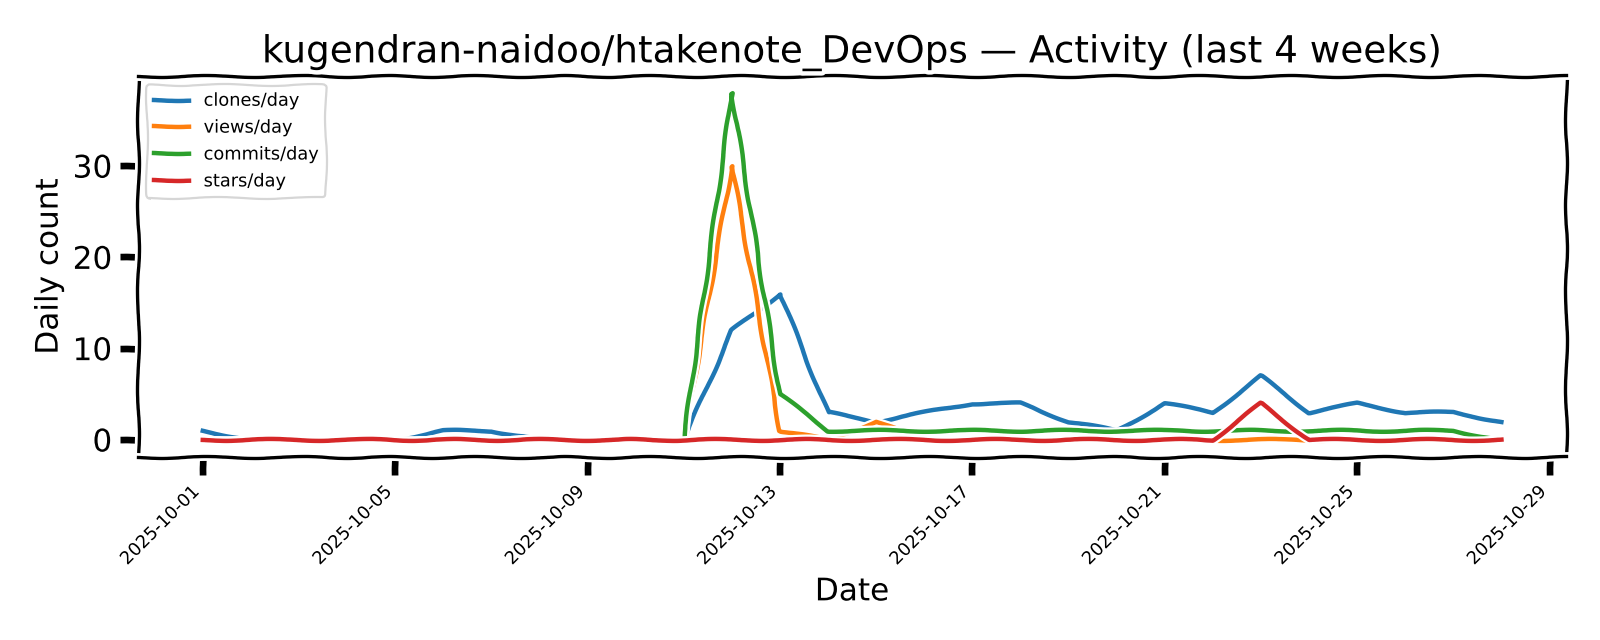 kugendran-naidoo/htakenote_DevOps — Activity (last 4 weeks)
clones/day
views/day
commits/day
stars/day
Daily count
30
20
10
0
2025-10-01
2025-10-05
2025-10-09
2025-10-13
2025-10-17
2025-10-21
2025-10-25
2025-10-29
Date